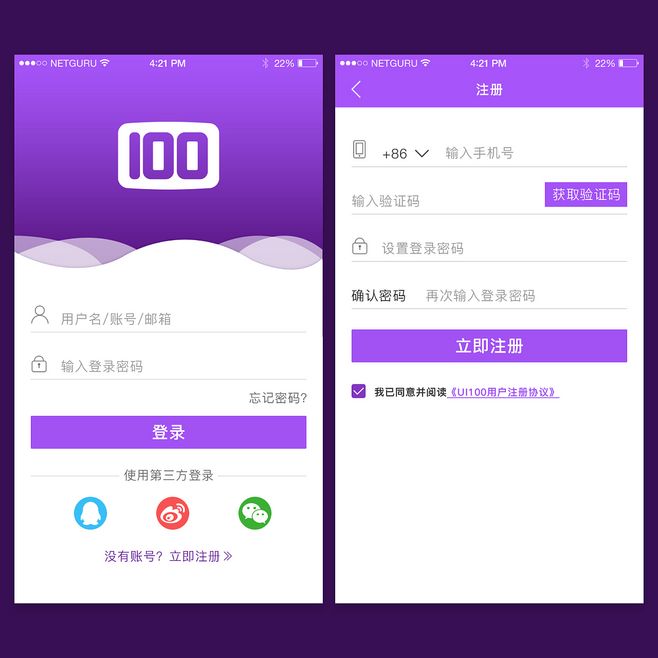 NETGURU 4:21 PM 22%
100
用户名/账号/邮箱
输入登录密码
忘记密码?
登录
使用第三方登录
没有账号? 立即注册
NETGURU 4:21 PM 22%
注册
+86 输入手机号
输入验证码 获取验证码
设置登录密码
确认密码 再次输入登录密码
立即注册
我已同意并阅读《UI100用户注册协议》